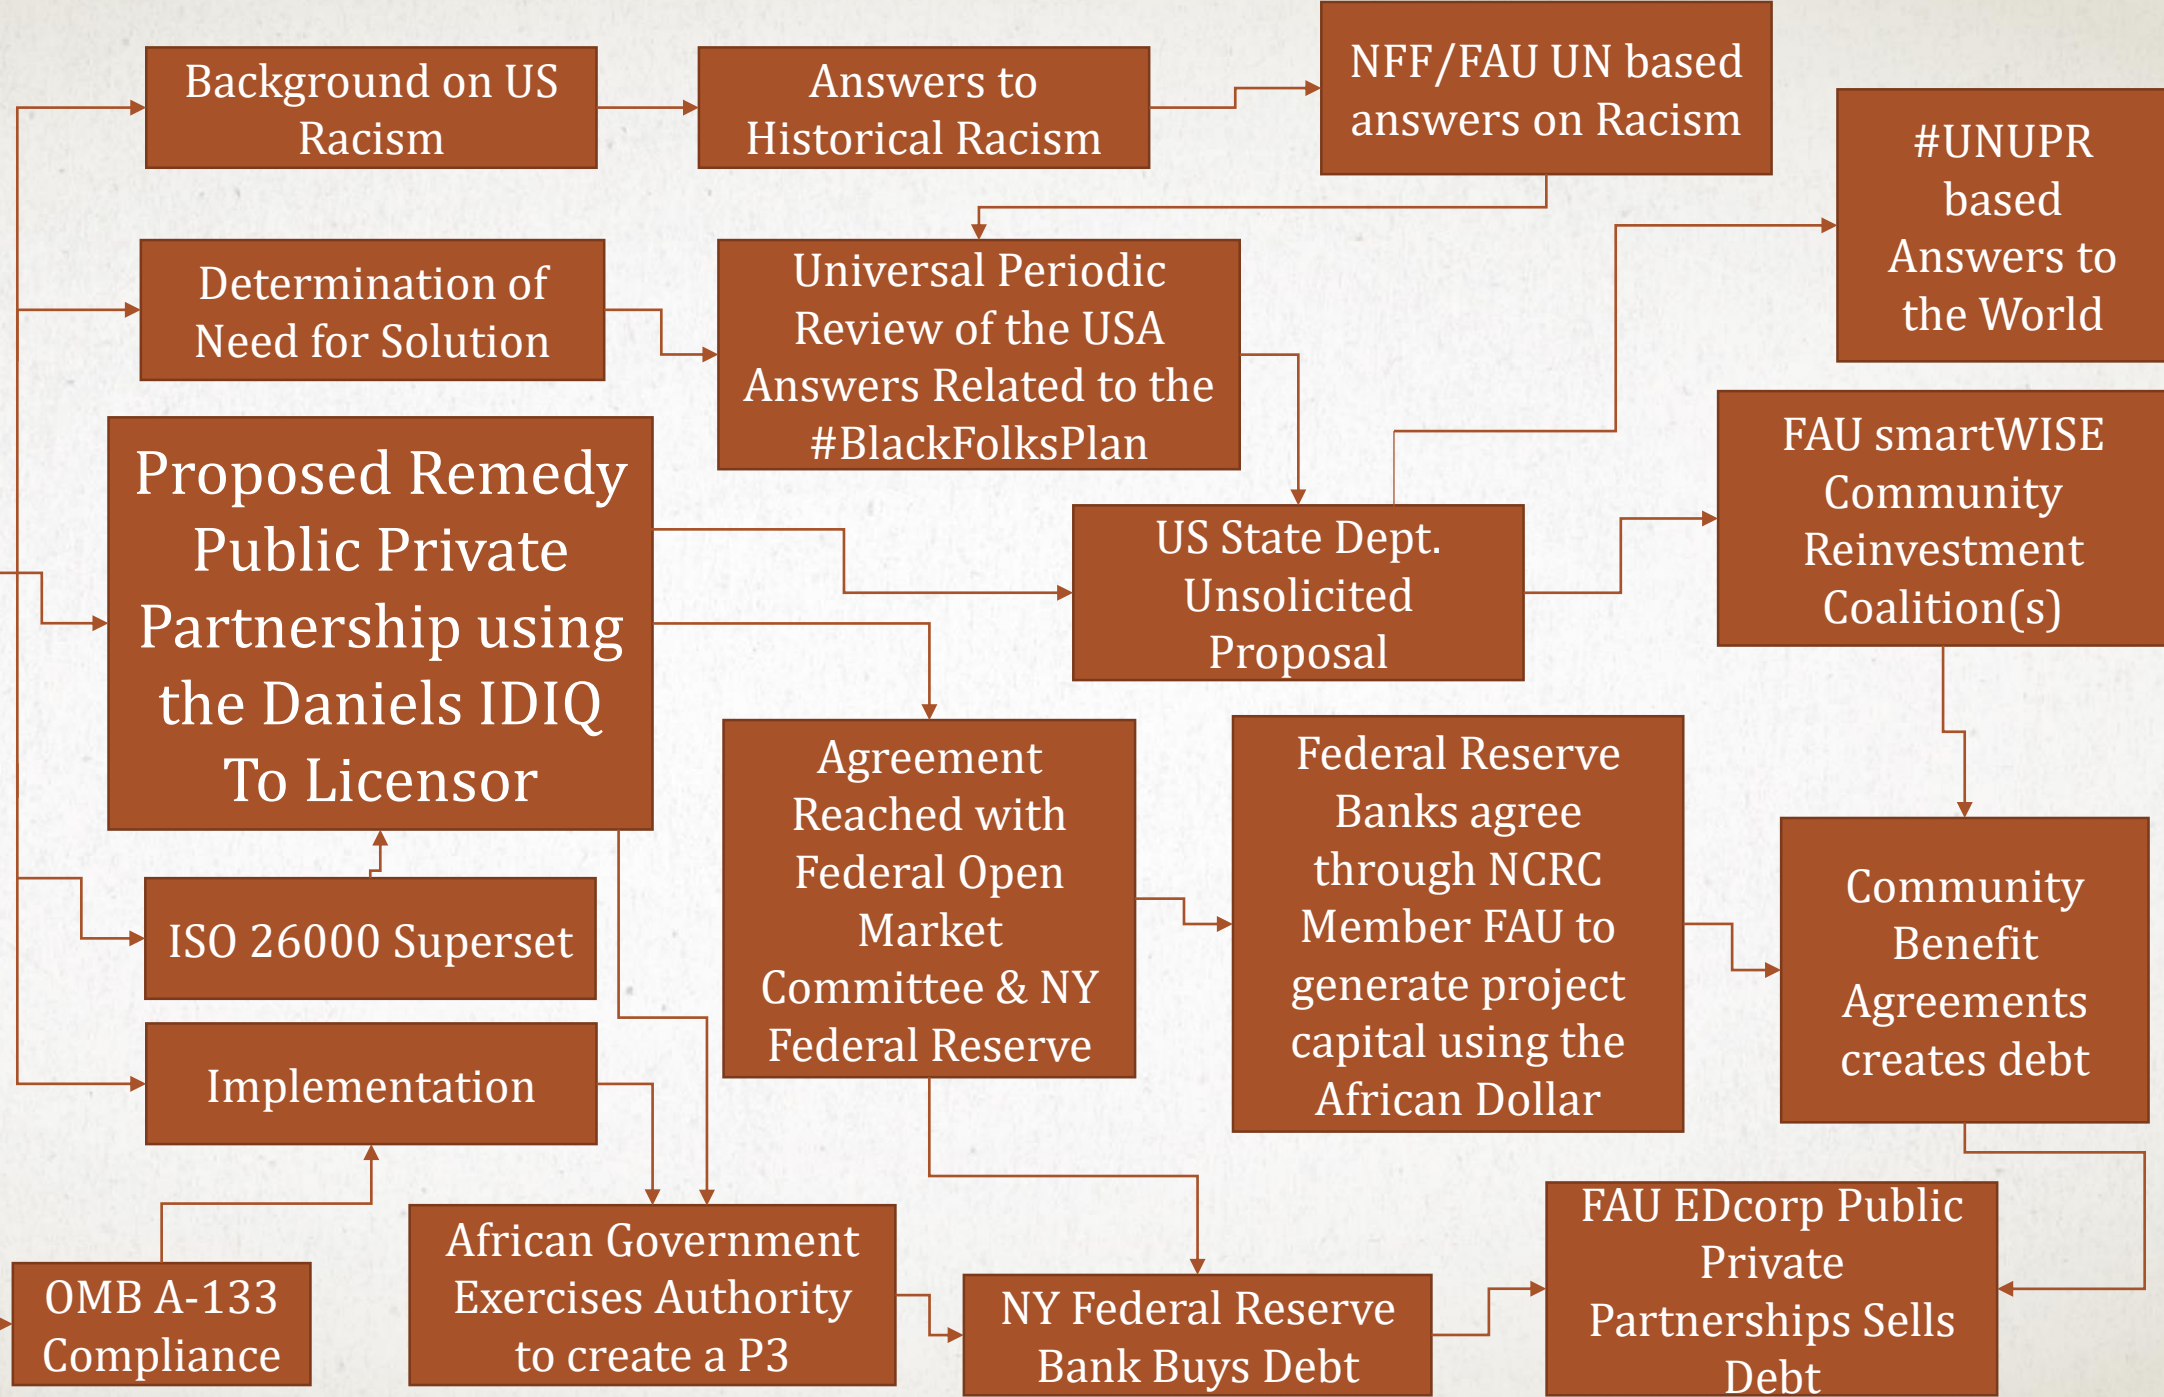 Background on US
Racism
Answers to
Historical Racism
NFF/FAU UN based
answers on Racism
#UNUPR
based
Answers to
the World
Determination of
Need for Solution
Universal Periodic
Review of the USA
Answers Related to the
#BlackFolksPlan
Proposed Remedy
Public Private
Partnership using
the Daniels IDIQ
To Licensor
US State Dept.
Unsolicited
Proposal
FAU smartWISE
Community
Reinvestment
Coalition(s)
Agreement
Reached with
Federal Open
Market
Committee & NY
Federal Reserve
Federal Reserve
Banks agree
through NCRC
Member FAU to
generate project
capital using the
African Dollar
Community
Benefit
Agreements
creates debt
ISO 26000 Superset
Implementation
OMB A-133
Compliance
African Government
Exercises Authority
to create a P3
NY Federal Reserve
Bank Buys Debt
FAU EDcorp Public
Private
Partnerships Sells
Debt